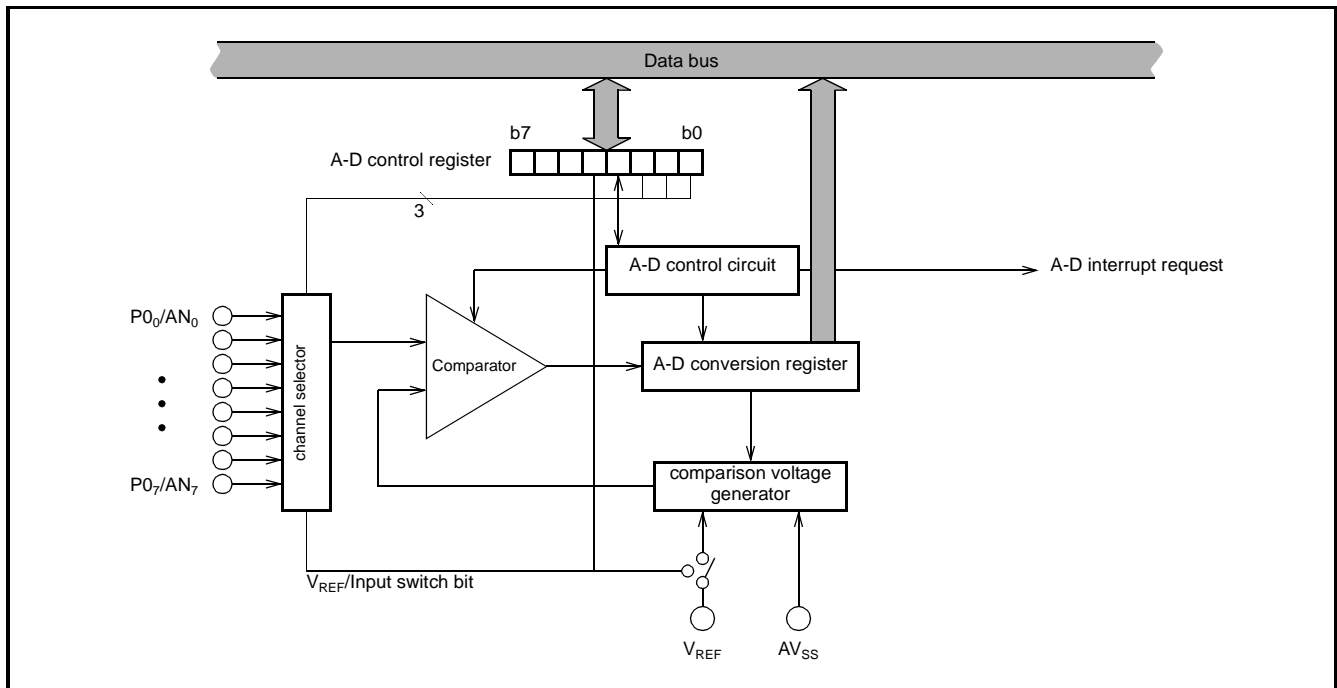 Data bus
b7
b0
A-D control register
3
A-D control circuit
A-D interrupt request
P0₀/AN₀
channel selector
Comparator
A-D conversion register
P0₇/AN₇
comparison voltage
generator
V_REF/Input switch bit
V_REF
AV_SS